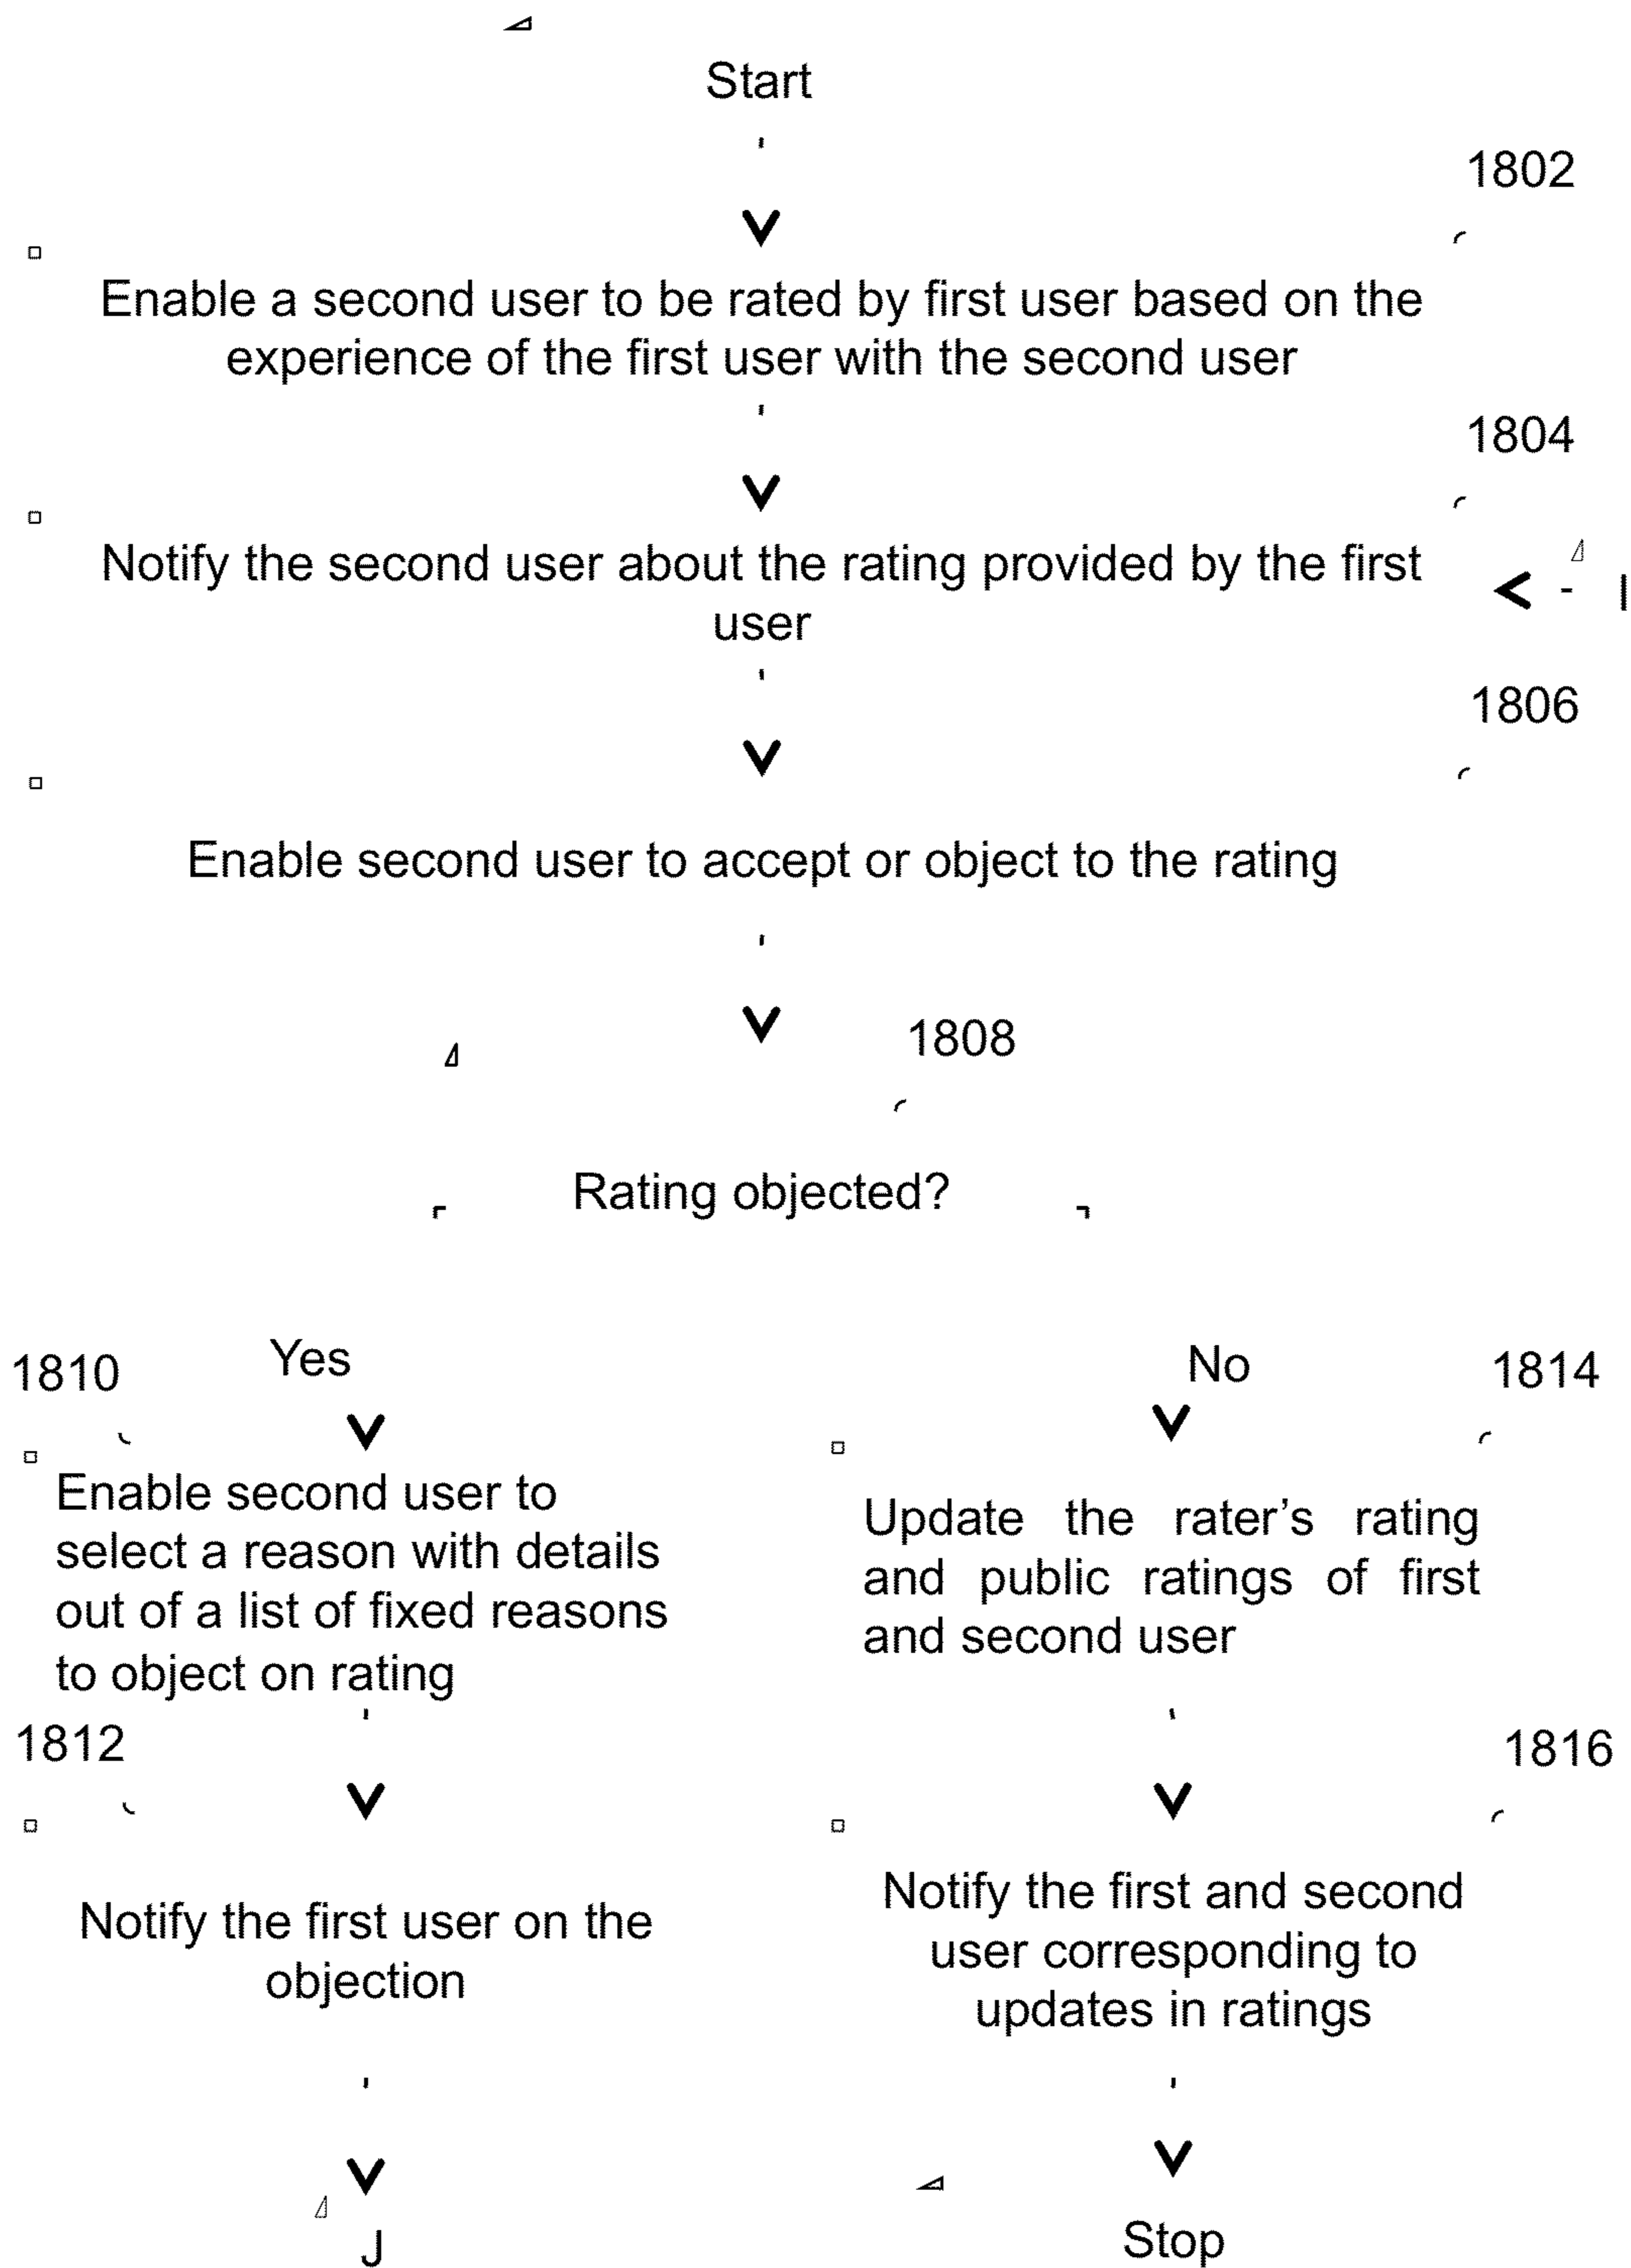 Start
1802
Enable a second user to be rated by first user based on the
experience of the first user with the second user
1804
Notify the second user about the rating provided by the first
user
I
1806
Enable second user to accept or object to the rating
1808
Rating objected?
Yes
No
1810
1814
Enable second user to
select a reason with details
out of a list of fixed reasons
to object on rating
Update the rater’s rating
and public ratings of first
and second user
1812
1816
Notify the first user on the
objection
Notify the first and second
user corresponding to
updates in ratings
J
Stop